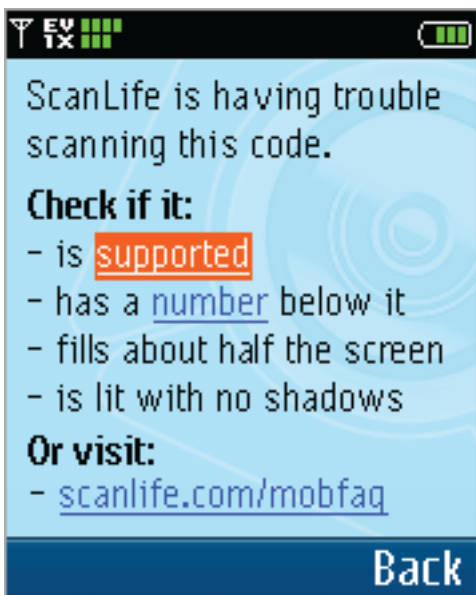 EV
1X
ScanLife is having trouble
scanning this code.
Check if it:
- is supported
- has a number below it
- fills about half the screen
- is lit with no shadows
Or visit:
- scanlife.com/mobfaq
Back